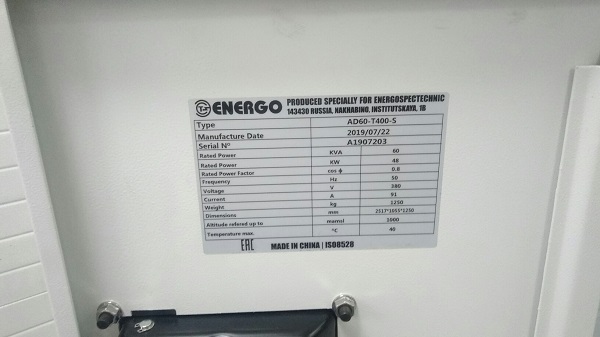 ENERGO PRODUCED SPECIALLY FOR ENERGOSPECTECHNIC
143430 RUSSIA, NAKHABINO, INSTITUTSKAYA, 1B
Type AD60-T400-S
Manufacture Date 2019/07/22
Serial Nº A1907203
Rated Power KVA 60
Rated Power KW 48
Rated Power Factor cos ϕ 0.8
Frequency Hz 50
Voltage V 380
Current A 91
Weight kg 1250
Dimensions mm
Altitude refered up to mamsl 1000
Temperature max. °C 40
EAC MADE IN CHINA | ISO8528